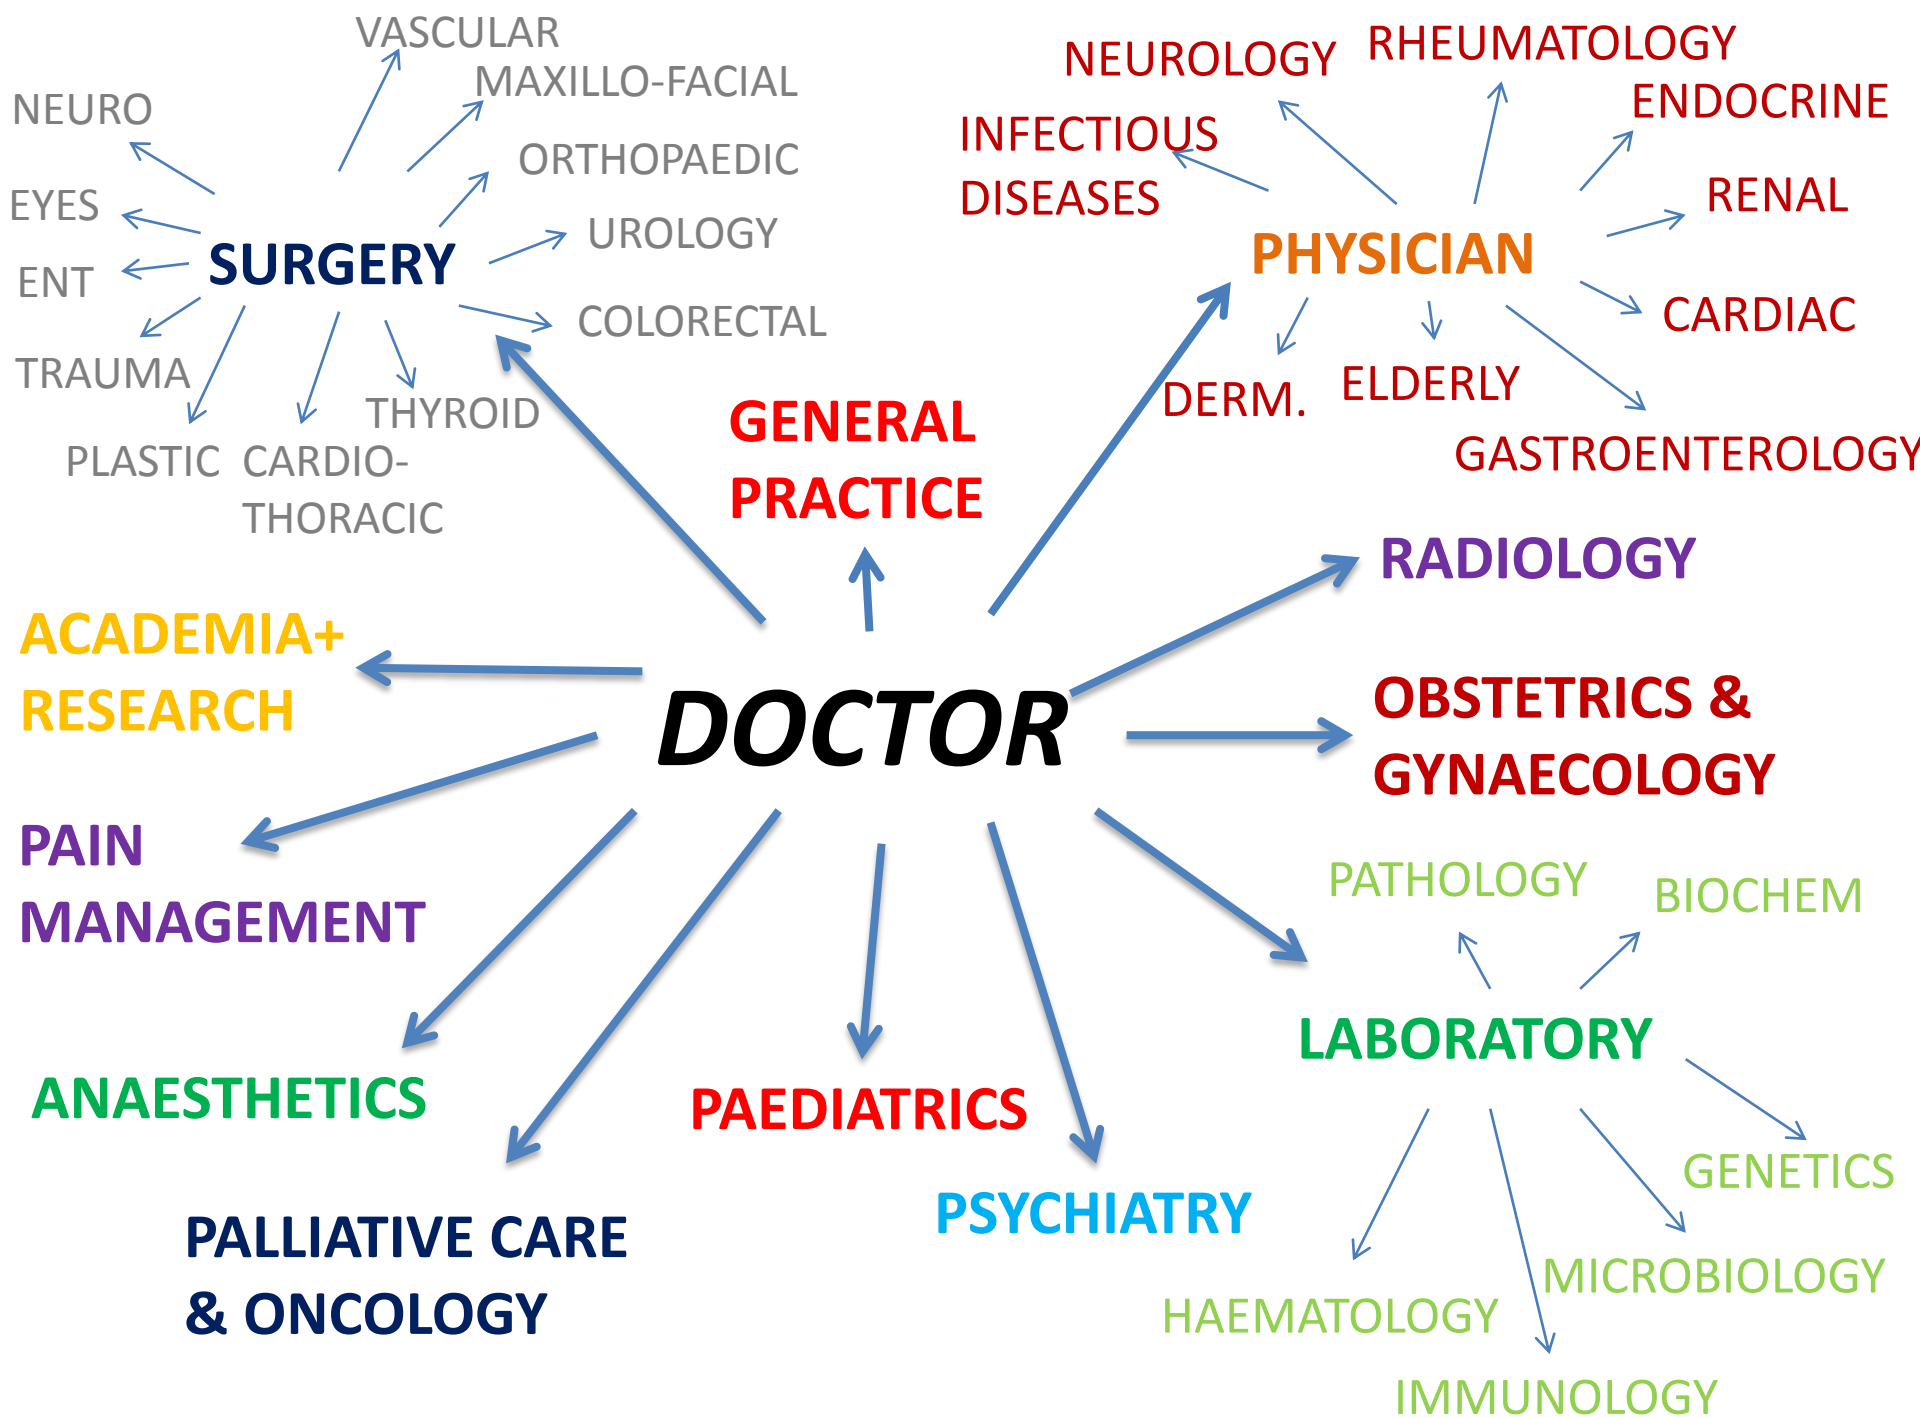 VASCULAR
MAXILLO-FACIAL
NEURO
ORTHOPAEDIC
EYES
UROLOGY
SURGERY
ENT
COLORECTAL
TRAUMA
THYROID
PLASTIC
CARDIO-
THORACIC
NEUROLOGY
RHEUMATOLOGY
ENDOCRINE
INFECTIOUS
DISEASES
RENAL
PHYSICIAN
CARDIAC
DERM.
ELDERLY
GASTROENTEROLOGY
GENERAL
PRACTICE
RADIOLOGY
ACADEMIA+
RESEARCH
DOCTOR
OBSTETRICS &
GYNAECOLOGY
PAIN
MANAGEMENT
PATHOLOGY
BIOCHEM
LABORATORY
ANAESTHETICS
PAEDIATRICS
GENETICS
PSYCHIATRY
PALLIATIVE CARE
& ONCOLOGY
MICROBIOLOGY
HAEMATOLOGY
IMMUNOLOGY